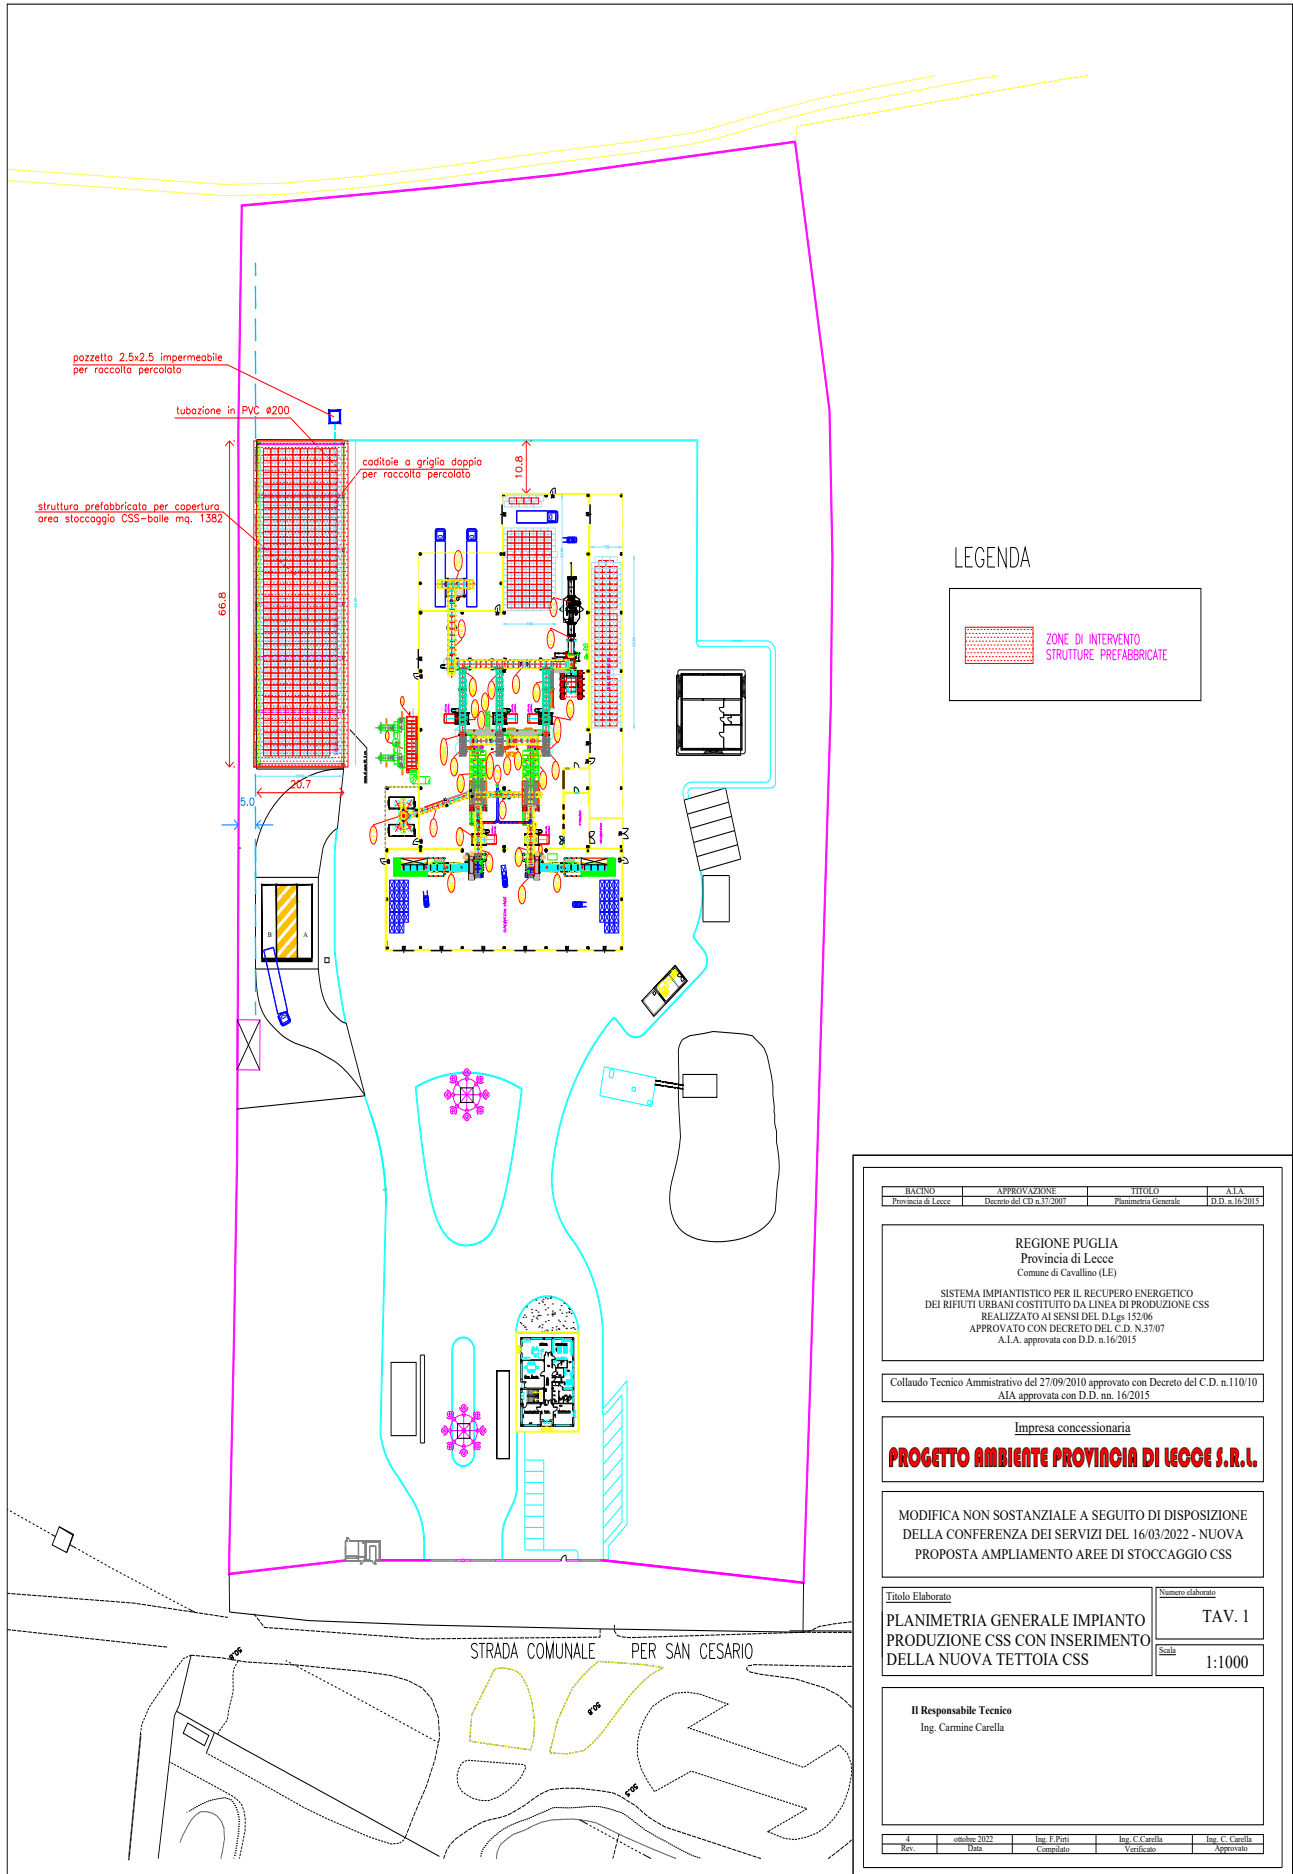 pozzetto 2.5x2.5 impermeabile
per raccolta percolato
tubazione in PVC ø200
caditoie a griglia doppia
per raccolta percolato
struttura prefabbricata per copertura
area stoccaggio CSS-balle mq. 1382
10.8
66.8
20.7
5.0
B
A
LEGENDA
ZONE DI INTERVENTO
STRUTTURE PREFABBRICATE
STRADA COMUNALE PER SAN CESARIO
50.8
50.8
50.5
BACINO APPROVAZIONE TITOLO A.I.A.
Provincia di Lecce Decreto del CD n.37/2007 Planimetria Generale D.D. n.16/2015
REGIONE PUGLIA
Provincia di Lecce
Comune di Cavallino (LE)
SISTEMA IMPIANTISTICO PER IL RECUPERO ENERGETICO
DEI RIFIUTI URBANI COSTITUITO DA LINEA DI PRODUZIONE CSS
REALIZZATO AI SENSI DEL D.Lgs 152/06
APPROVATO CON DECRETO DEL C.D. N.37/07
A.I.A. approvata con D.D. n.16/2015
Collaudo Tecnico Ammistrativo del 27/09/2010 approvato con Decreto del C.D. n.110/10
AIA approvata con D.D. nn. 16/2015
Impresa concessionaria
PROGETTO AMBIENTE PROVINCIA DI LECCE S.R.L.
MODIFICA NON SOSTANZIALE A SEGUITO DI DISPOSIZIONE
DELLA CONFERENZA DEI SERVIZI DEL 16/03/2022 - NUOVA
PROPOSTA AMPLIAMENTO AREE DI STOCCAGGIO CSS
Titolo Elaborato
PLANIMETRIA GENERALE IMPIANTO
PRODUZIONE CSS CON INSERIMENTO
DELLA NUOVA TETTOIA CSS
Numero elaborato
TAV. 1
Scala
1:1000
Il Responsabile Tecnico
Ing. Carmine Carella
4 ottobre 2022 Ing. F.Pirti Ing. C.Carella Ing. C. Carella
Rev. Data Compilato Verificato Approvato